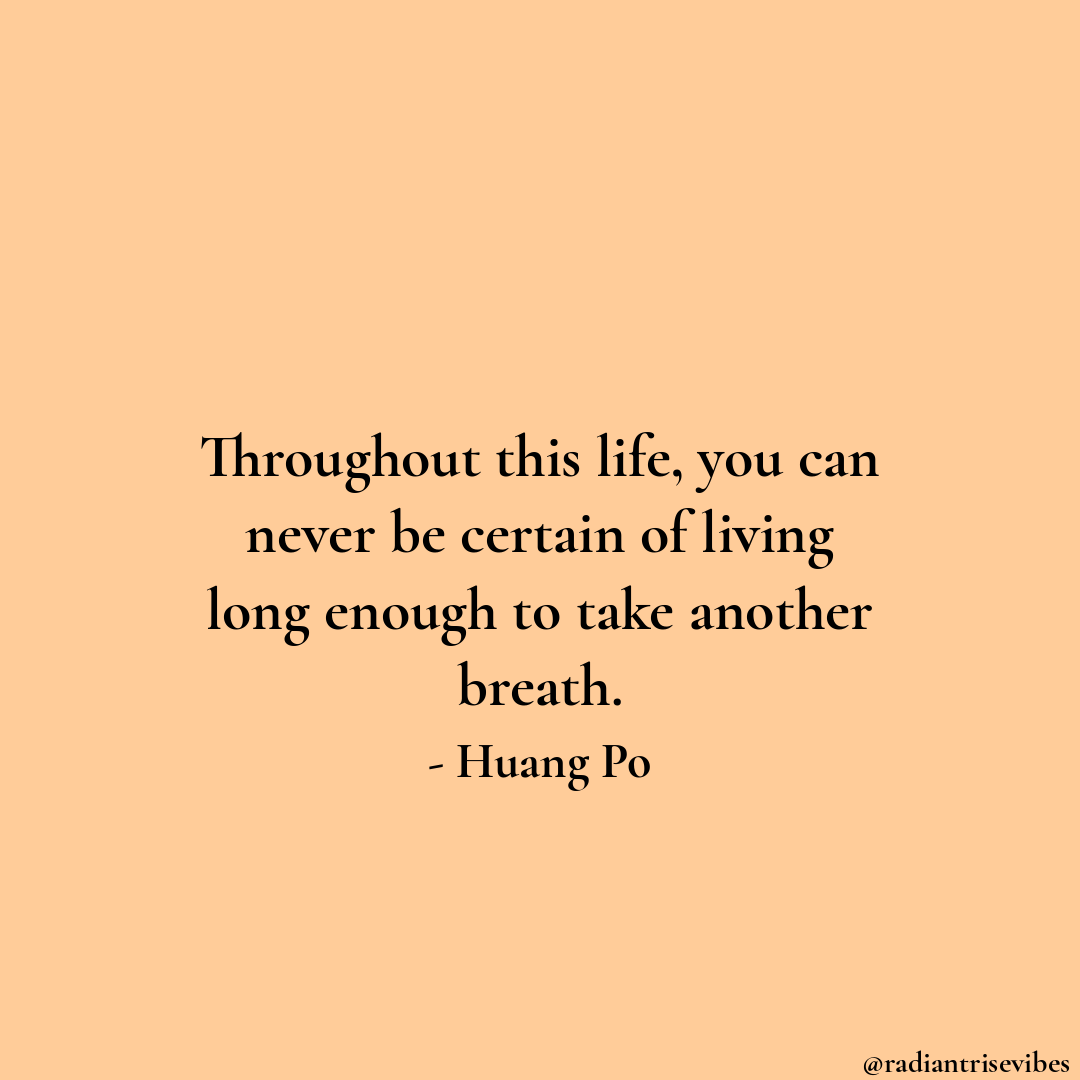 Throughout this life, you can
never be certain of living
long enough to take another
breath.
- Huang Po
@radiantrisevibes